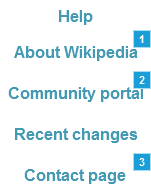 Help
1
About Wikipedia
2
Community portal
Recent changes
3
Contact page